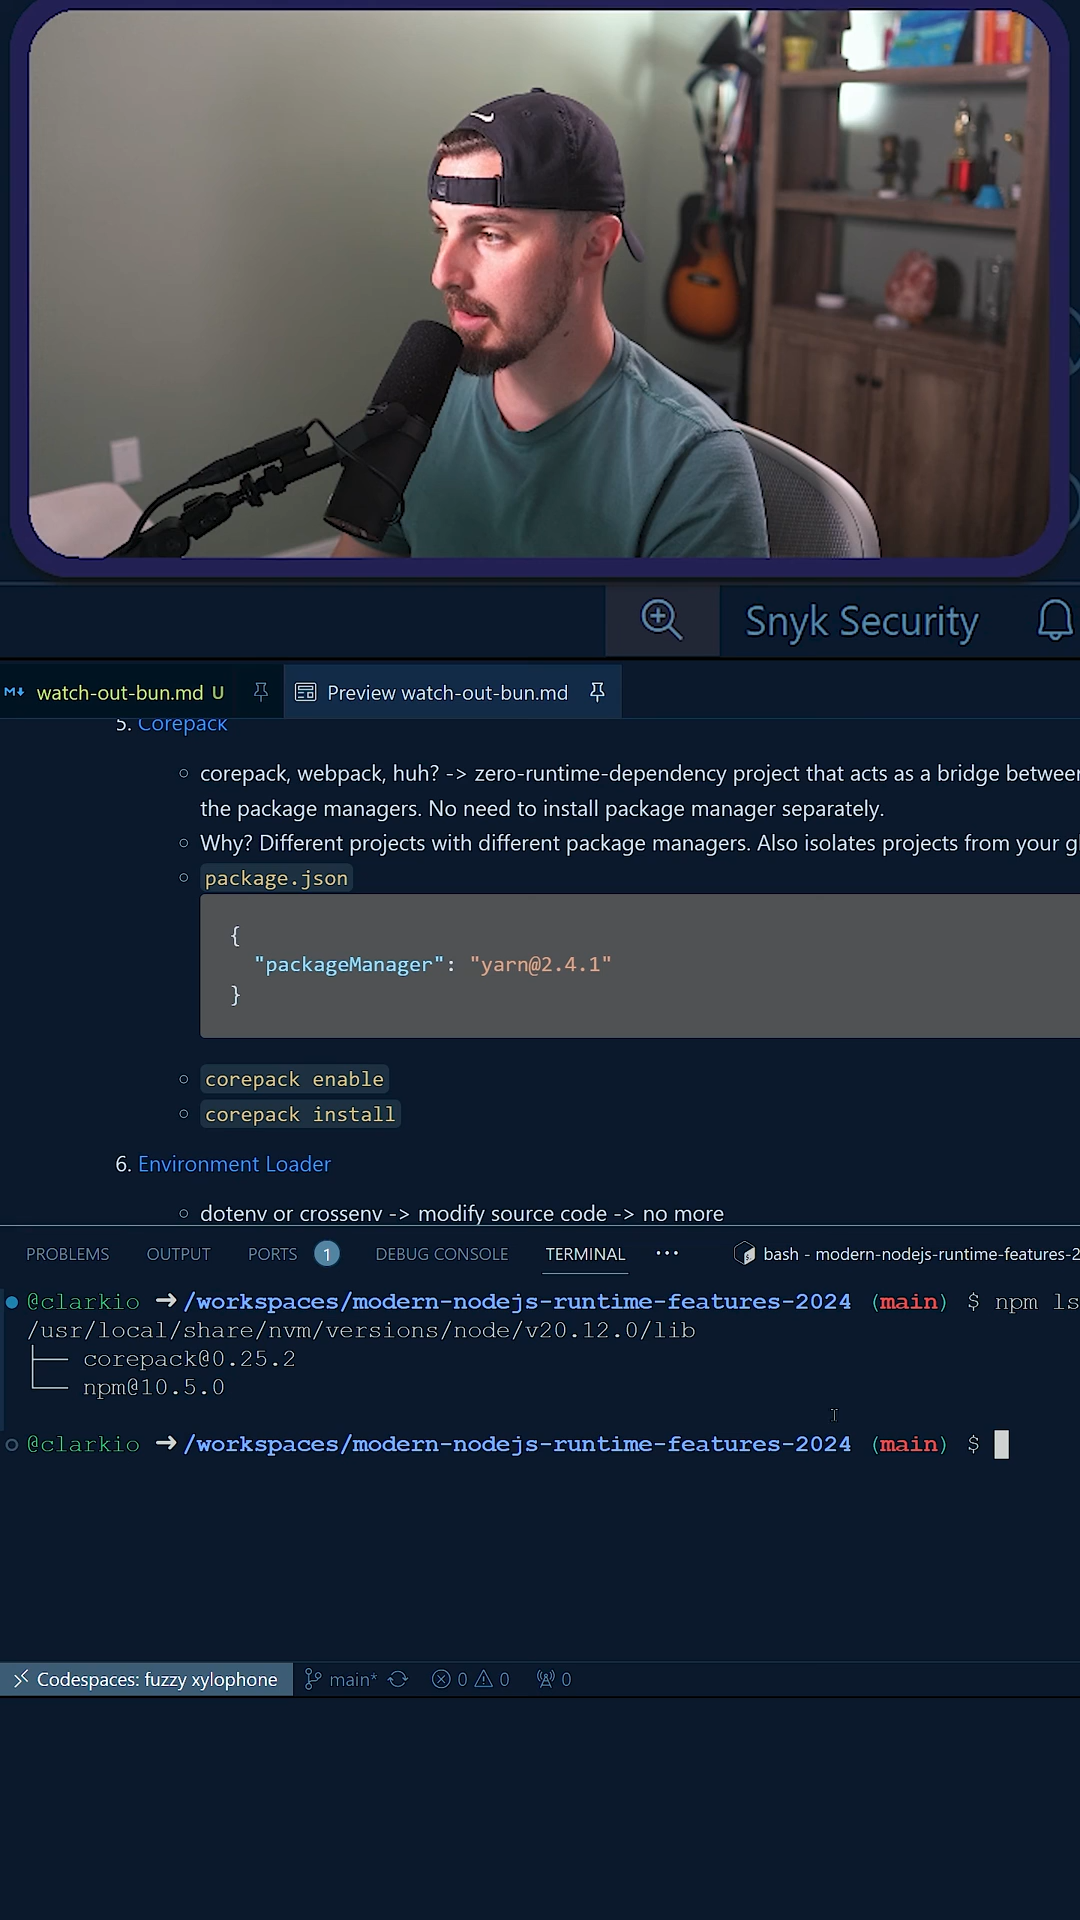 Snyk Security
watch-out-bun.md U
Preview watch-out-bun.md
5. Corepack
corepack, webpack, huh? -> zero-runtime-dependency project that acts as a bridge between
the package managers. No need to install package manager separately.
Why? Different projects with different package managers. Also isolates projects from your gl
package.json
{
"packageManager": "yarn@2.4.1"
}
corepack enable
corepack install
6. Environment Loader
dotenv or crossenv -> modify source code -> no more
PROBLEMS OUTPUT PORTS 1 DEBUG CONSOLE TERMINAL ··· bash - modern-nodejs-runtime-features-2
@clarkio ➜ /workspaces/modern-nodejs-runtime-features-2024 (main) $ npm ls
/usr/local/share/nvm/versions/node/v20.12.0/lib
├── corepack@0.25.2
└── npm@10.5.0
@clarkio ➜ /workspaces/modern-nodejs-runtime-features-2024 (main) $
Codespaces: fuzzy xylophone main* 0 0 0